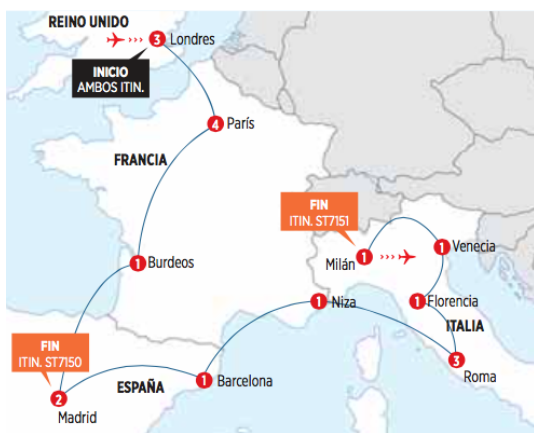 REINO UNIDO
3 Londres
INICIO
AMBOS ITIN.
4 París
FRANCIA
FIN
ITIN. ST7151
1 Venecia
Milán 1
1 Burdeos
1 Niza
1 Florencia
ITALIA
FIN
ITIN. ST7150
3 Roma
ESPAÑA
1 Barcelona
2
Madrid